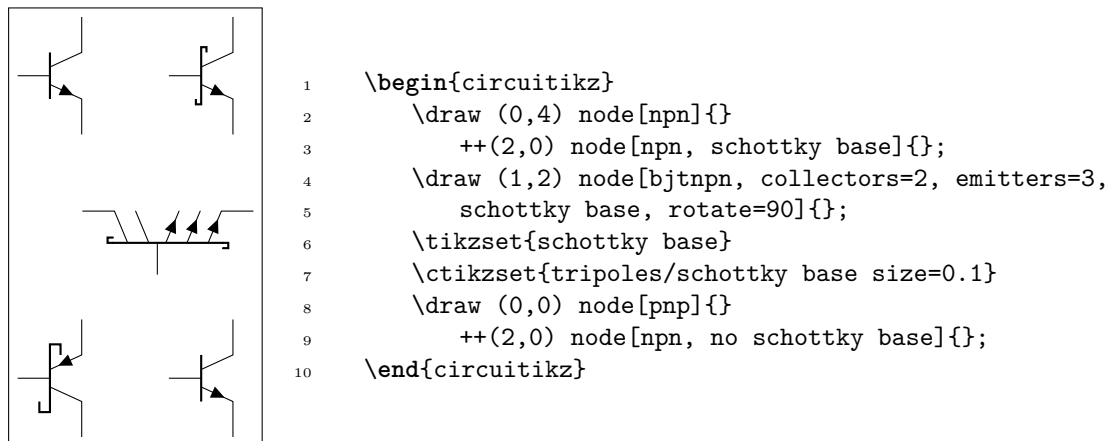 1 \begin{circuitikz}
2 \draw (0,4) node[npn]{}
3 ++(2,0) node[npn, schottky base]{};
4 \draw (1,2) node[bjtnpn, collectors=2, emitters=3,
5 schottky base, rotate=90]{};
6 \tikzset{schottky base}
7 \ctikzset{tripoles/schottky base size=0.1}
8 \draw (0,0) node[pnp]{}
9 ++(2,0) node[npn, no schottky base]{};
10 \end{circuitikz}